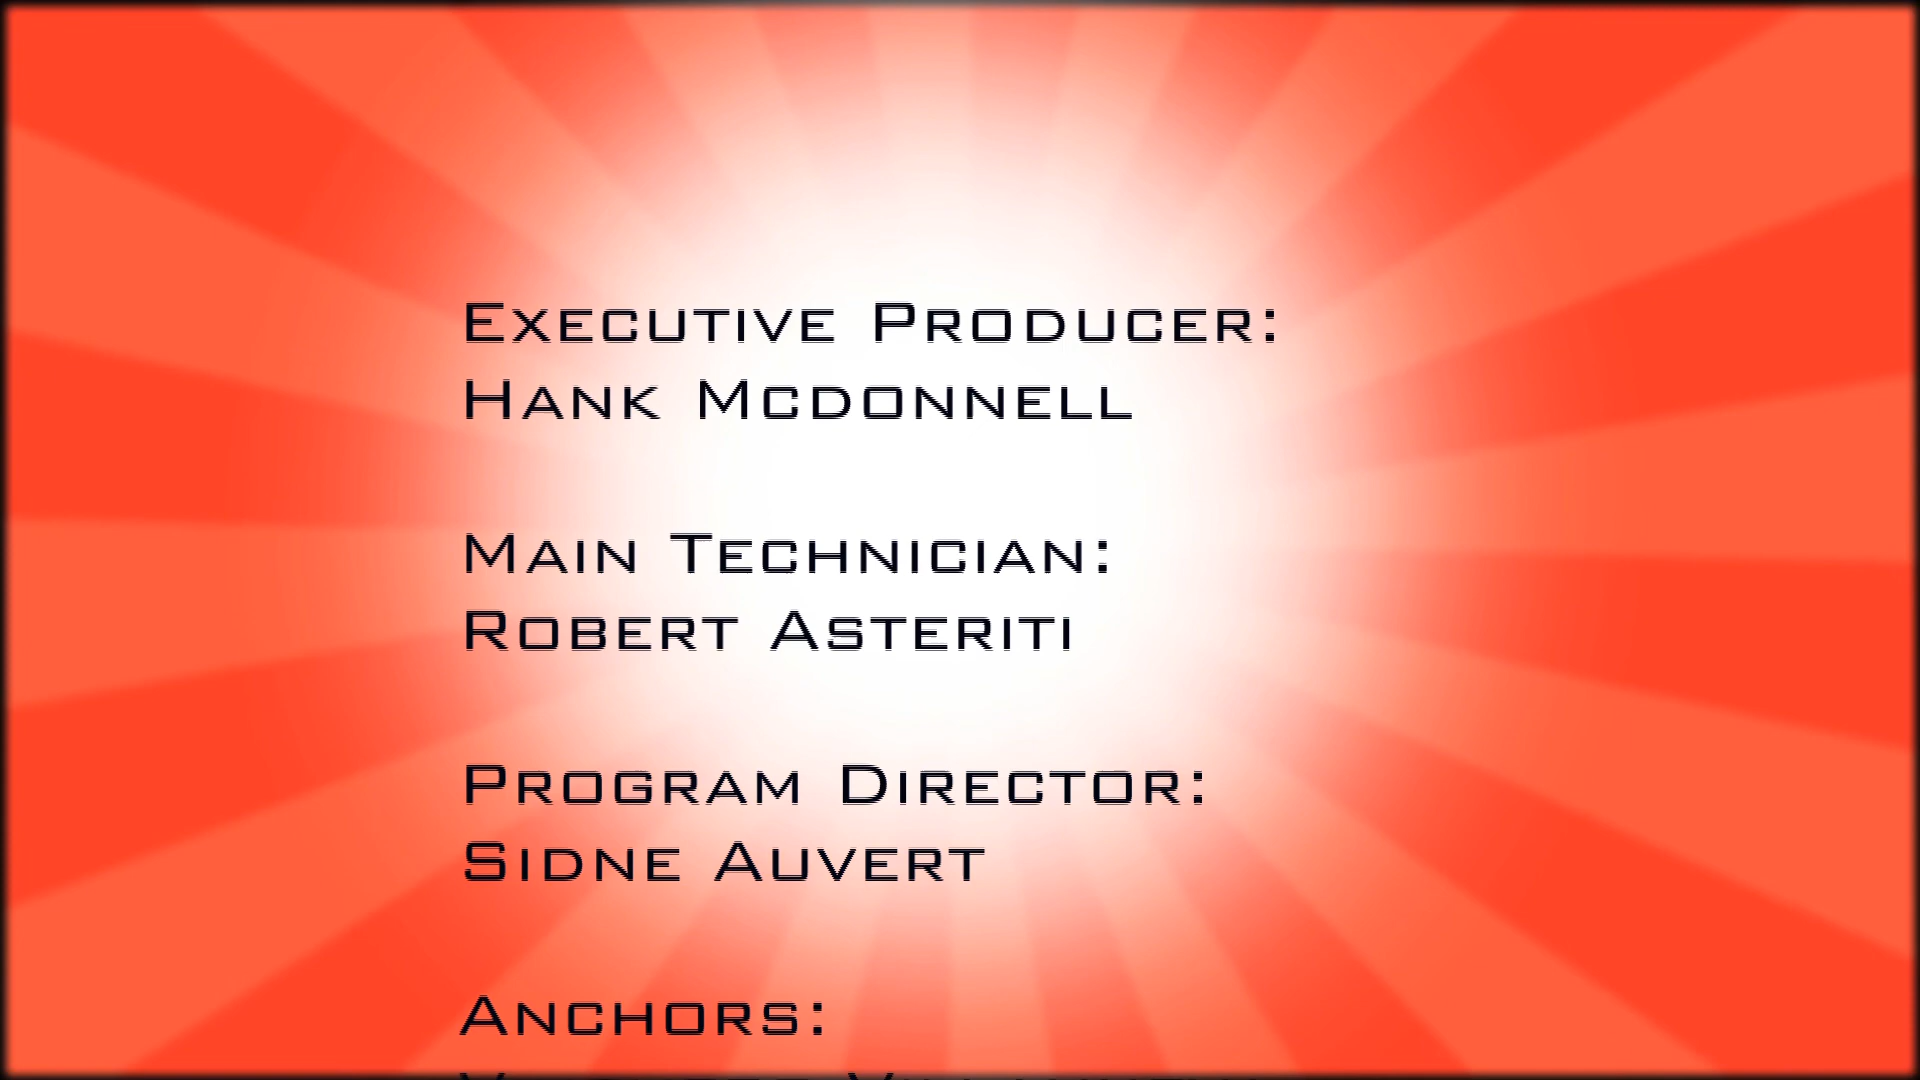 Executive Producer:
Hank Mcdonnell
Main Technician:
Robert Asteriti
Program Director:
Sidne Auvert
Anchors: